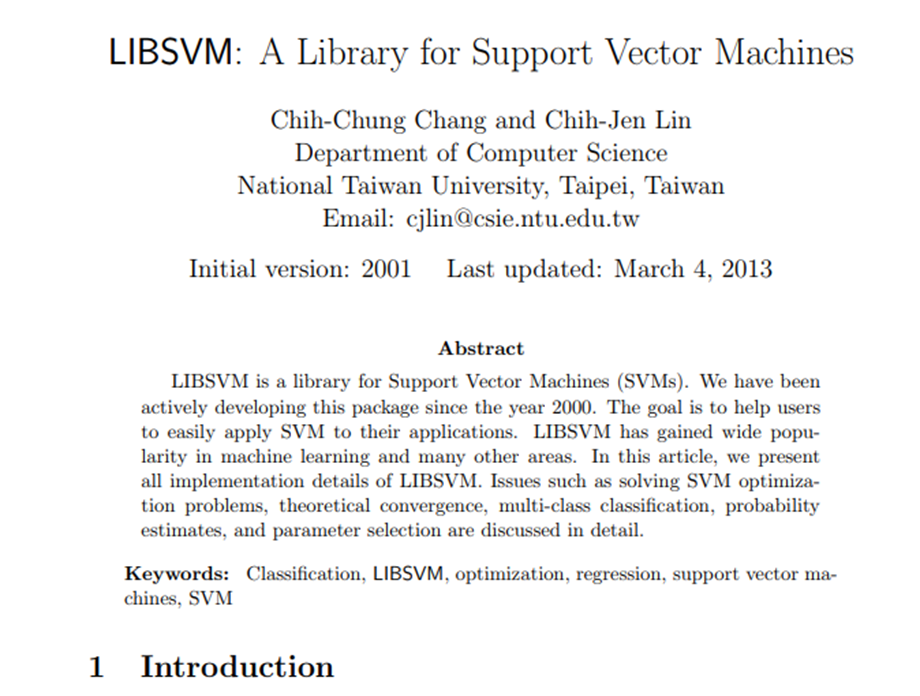 LIBSVM: A Library for Support Vector Machines
Chih-Chung Chang and Chih-Jen Lin
Department of Computer Science
National Taiwan University, Taipei, Taiwan
Email: cjlin@csie.ntu.edu.tw
Initial version: 2001 Last updated: March 4, 2013
Abstract
LIBSVM is a library for Support Vector Machines (SVMs). We have been
actively developing this package since the year 2000. The goal is to help users
to easily apply SVM to their applications. LIBSVM has gained wide popu-
larity in machine learning and many other areas. In this article, we present
all implementation details of LIBSVM. Issues such as solving SVM optimiza-
tion problems, theoretical convergence, multi-class classification, probability
estimates, and parameter selection are discussed in detail.
Keywords: Classification, LIBSVM, optimization, regression, support vector ma-
chines, SVM
1 Introduction